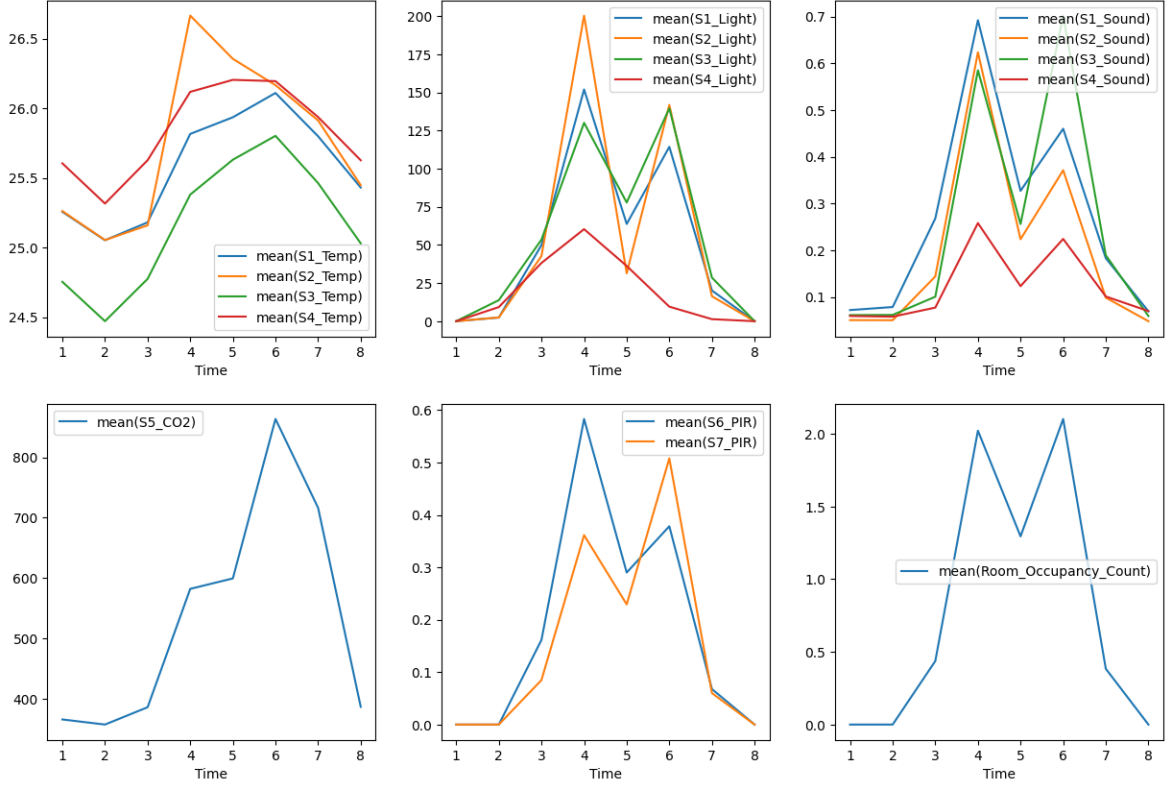 26.5
26.0
25.5
25.0
24.5
mean(S1_Temp)
mean(S2_Temp)
mean(S3_Temp)
mean(S4_Temp)
1 2 3 4 5 6 7 8
Time
200
175
150
125
100
75
50
25
0
mean(S1_Light)
mean(S2_Light)
mean(S3_Light)
mean(S4_Light)
1 2 3 4 5 6 7 8
Time
0.7
0.6
0.5
0.4
0.3
0.2
0.1
mean(S1_Sound)
mean(S2_Sound)
mean(S3_Sound)
mean(S4_Sound)
1 2 3 4 5 6 7 8
Time
mean(S5_CO2)
800
700
600
500
400
1 2 3 4 5 6 7 8
Time
0.6
0.5
0.4
0.3
0.2
0.1
0.0
mean(S6_PIR)
mean(S7_PIR)
1 2 3 4 5 6 7 8
Time
2.0
1.5
1.0
0.5
0.0
mean(Room_Occupancy_Count)
1 2 3 4 5 6 7 8
Time